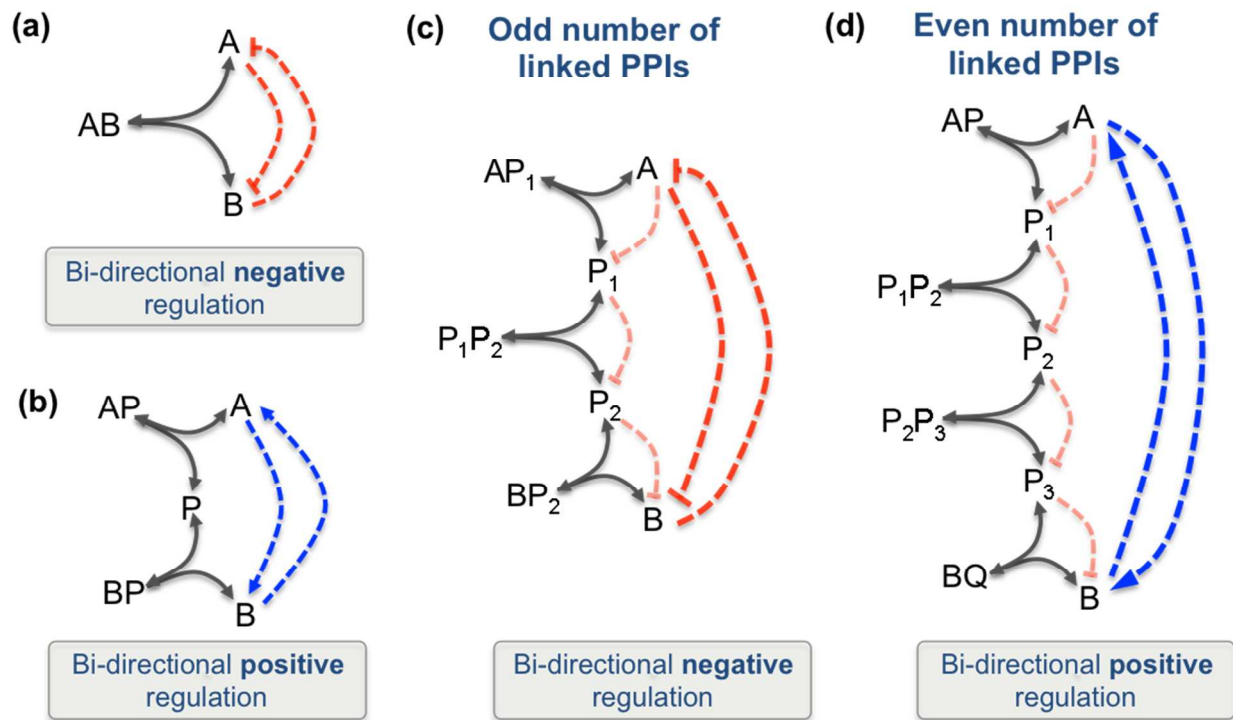 (a)
A
AB
B
Bi-directional negative
regulation
(b)
AP
A
P
BP
B
Bi-directional positive
regulation
(c)
Odd number of
linked PPIs
AP₁
A
P₁
P₁P₂
P₂
BP₂
B
Bi-directional negative
regulation
(d)
Even number of
linked PPIs
AP
A
P₁
P₁P₂
P₂
P₂P₃
P₃
BQ
B
Bi-directional positive
regulation